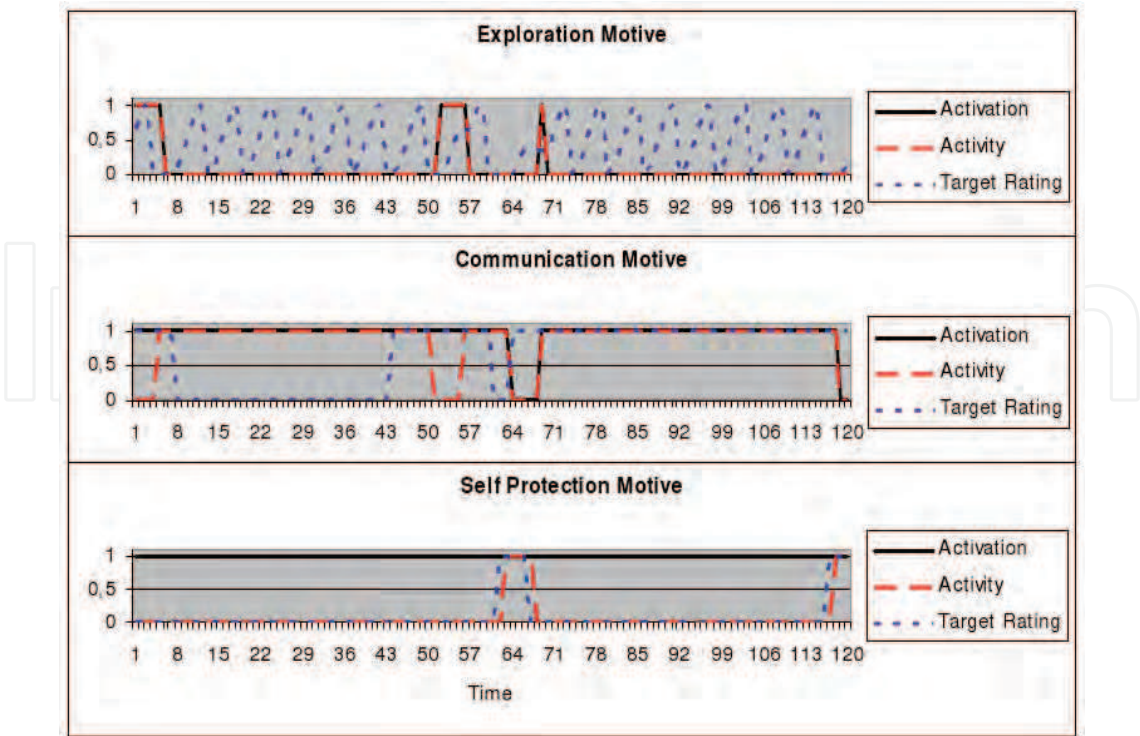 Exploration Motive
1
0,5
0
1 8 15 22 29 36 43 50 57 64 71 78 85 92 99 106 113 120
Activation
Activity
Target Rating
Communication Motive
1
0,5
0
1 8 15 22 29 36 43 50 57 64 71 78 85 92 99 106 113 120
Activation
Activity
Target Rating
Self Protection Motive
1
0,5
0
1 8 15 22 29 36 43 50 57 64 71 78 85 92 99 106 113 120
Time
Activation
Activity
Target Rating